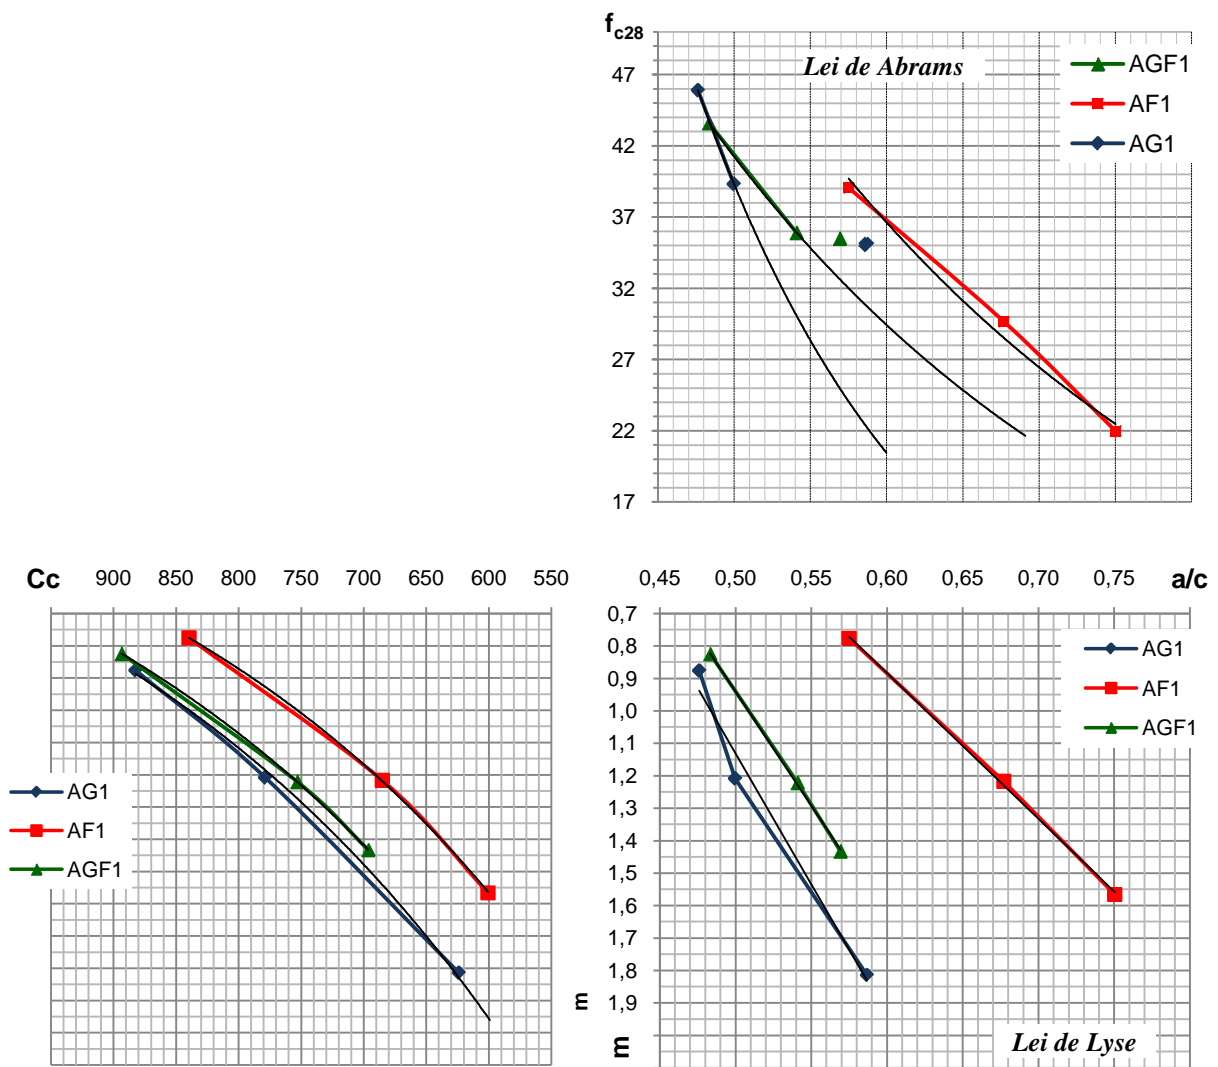 fc28
47
42
37
32
27
22
17
Lei de Abrams
AGF1
AF1
AG1
Cc 900 850 800 750 700 650 600 550
AG1
AF1
AGF1
m
0,45 0,50 0,55 0,60 0,65 0,70 0,75 a/c
0,7
0,8
0,9
1,0
1,1
1,2
1,3
1,4
1,5
1,6
1,7
1,8
1,9
m
AG1
AF1
AGF1
Lei de Lyse